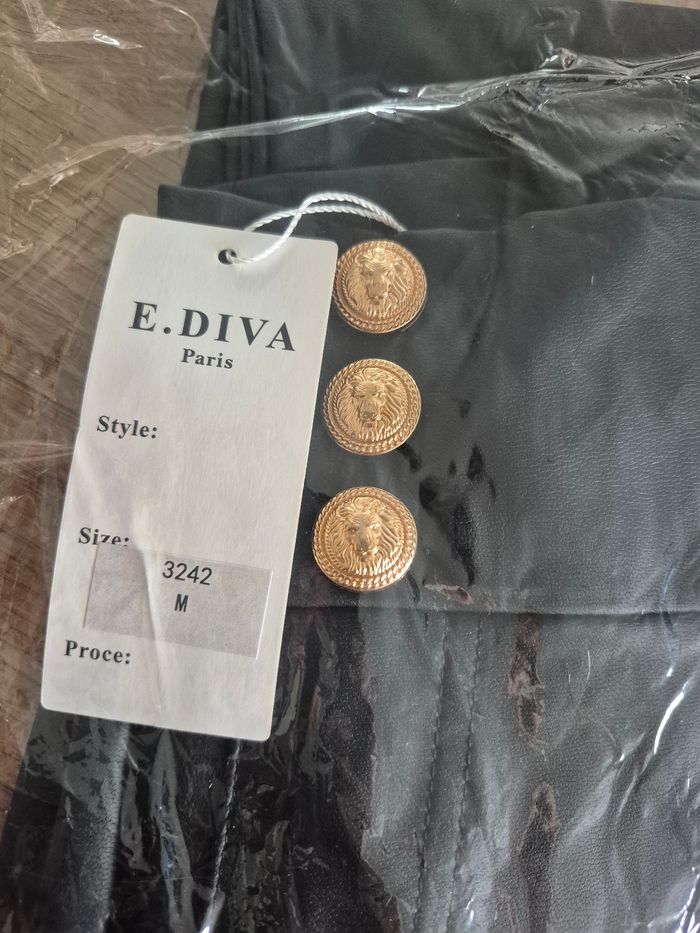 E.DIVA
Paris
Style:
Size:
3242
M
Proce: